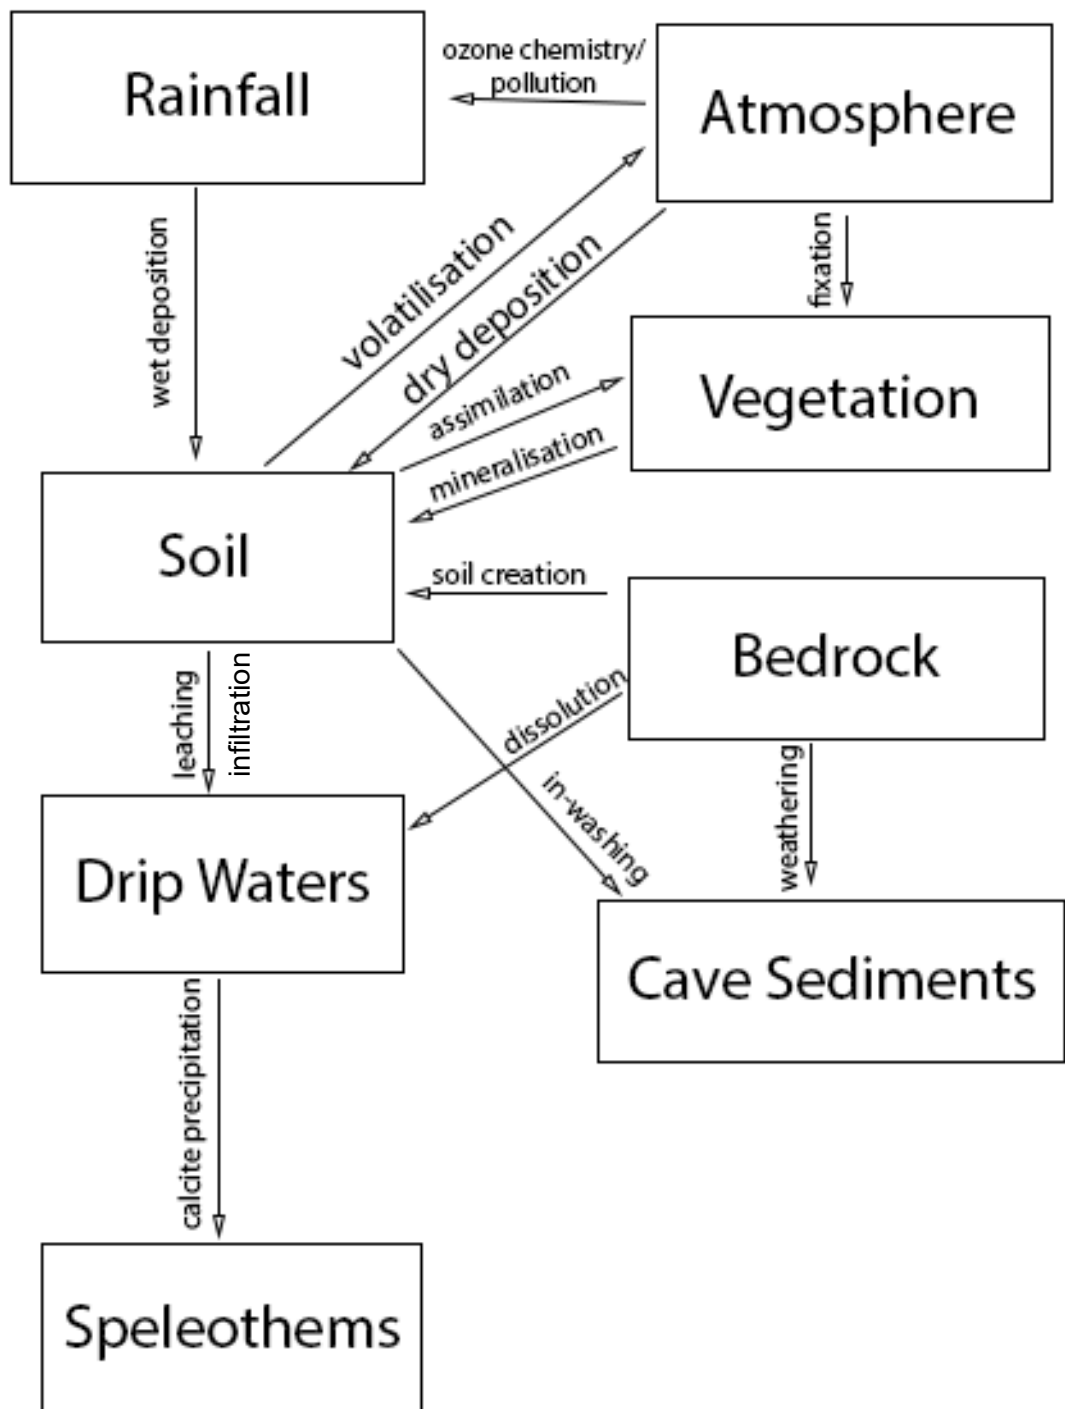 Rainfall
ozone chemistry/
pollution
Atmosphere
wet deposition
volatilisation
dry deposition
fixation
assimilation
mineralisation
Vegetation
Soil
soil creation
Bedrock
leaching
infiltration
dissolution
in-washing
weathering
Drip Waters
Cave Sediments
calcite precipitation
Speleothems